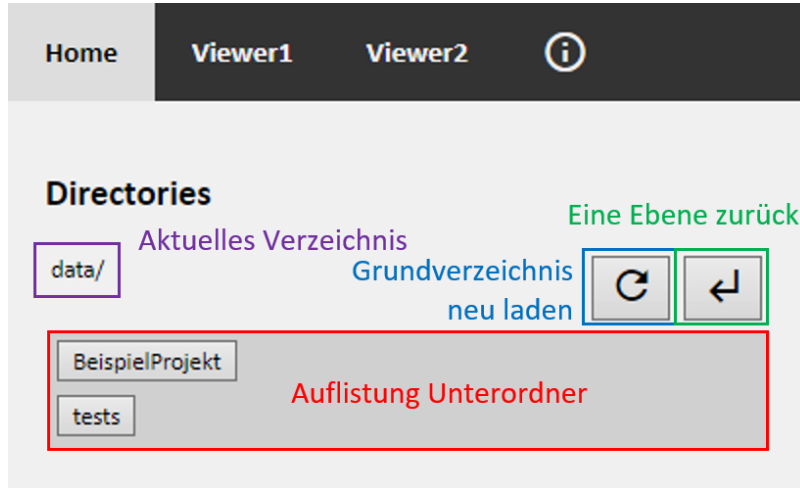 Home Viewer1 Viewer2
Directories
Eine Ebene zurück
Aktuelles Verzeichnis
data/
Grundverzeichnis
neu laden
BeispielProjekt
Auflistung Unterordner
tests